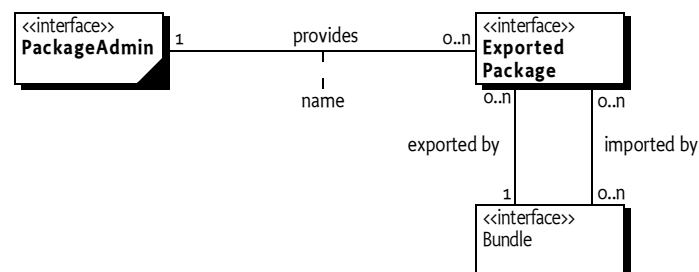 <<interface>>
PackageAdmin
1
provides
0..n
<<interface>>
Exported
Package
name
0..n
0..n
exported by
imported by
1
0..n
<<interface>>
Bundle